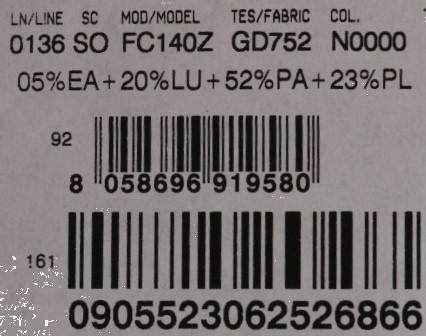 LN/LINE SC MOD/MODEL TES/FABRIC COL.
0136 SO FC140Z GD752 N0000
05%EA+20%LU+52%PA+23%PL
92
8 058696 919580
161
0905523062526866